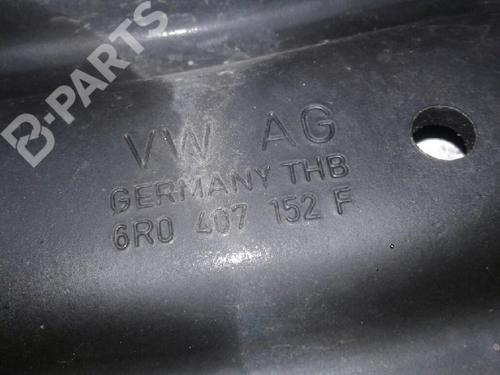 B-PARTS
VW AG
GERMANY THB
6R0 407 152 F